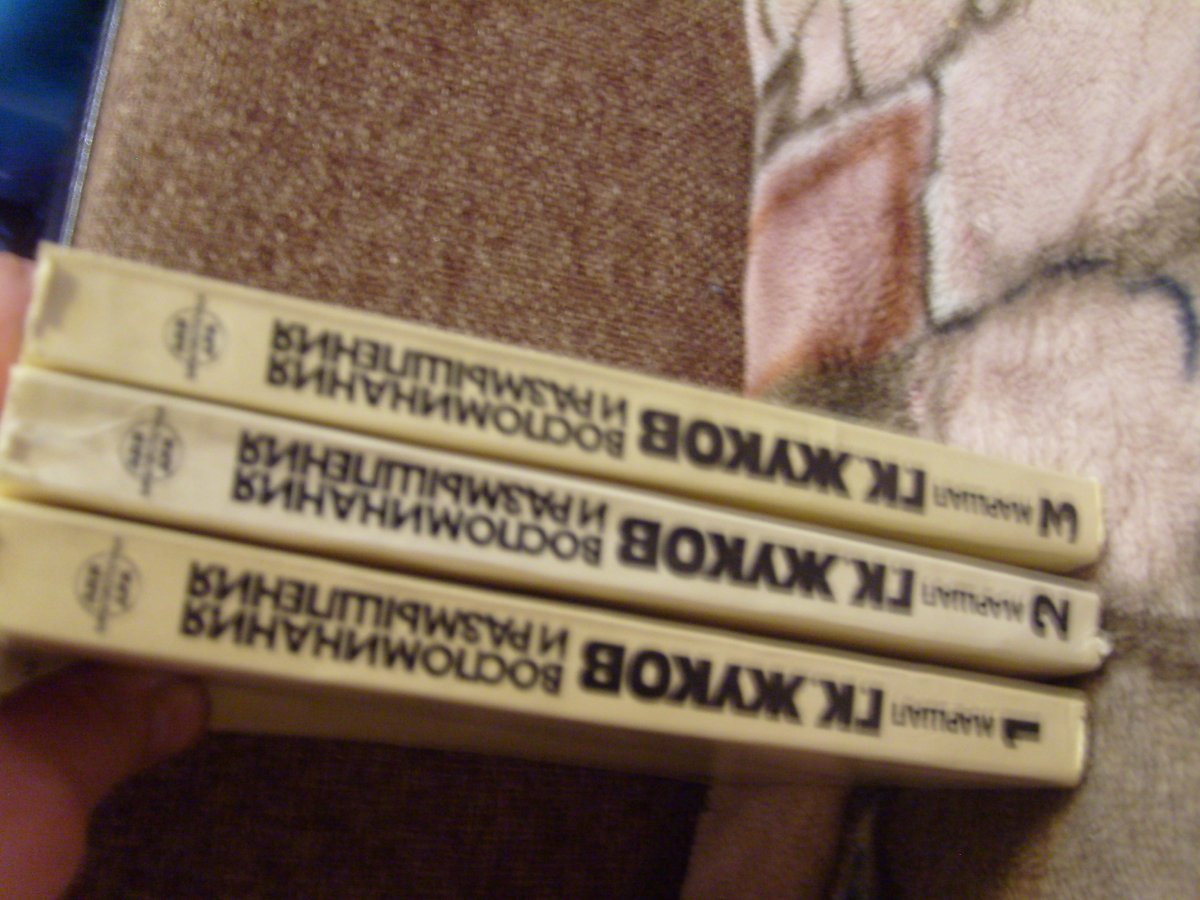 3 МАРШАЛ Г.К. ЖУКОВ ВОСПОМИНАНИЯ
И РАЗМЫШЛЕНИЯ
2 МАРШАЛ Г.К. ЖУКОВ ВОСПОМИНАНИЯ
И РАЗМЫШЛЕНИЯ
1 МАРШАЛ Г.К. ЖУКОВ ВОСПОМИНАНИЯ
И РАЗМЫШЛЕНИЯ